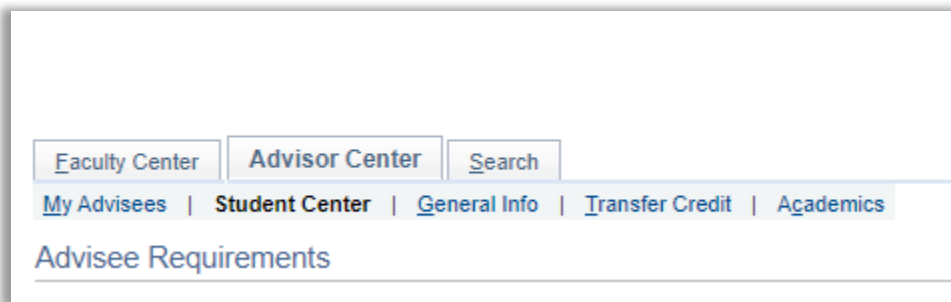 Faculty Center Advisor Center Search
My Advisees | Student Center | General Info | Transfer Credit | Academics
Advisee Requirements